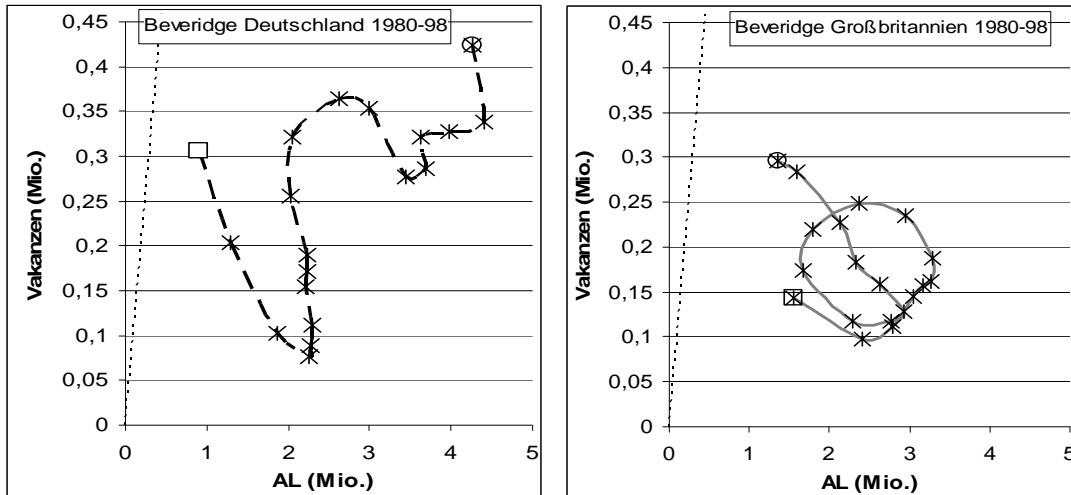 Beveridge Deutschland 1980-98
Vakanzen (Mio.)
0,45
0,4
0,35
0,3
0,25
0,2
0,15
0,1
0,05
0
0 1 2 3 4 5
AL (Mio.)
Beveridge Großbritannien 1980-98
Vakanzen (Mio.)
0,45
0,4
0,35
0,3
0,25
0,2
0,15
0,1
0,05
0
0 1 2 3 4 5
AL (Mio.)